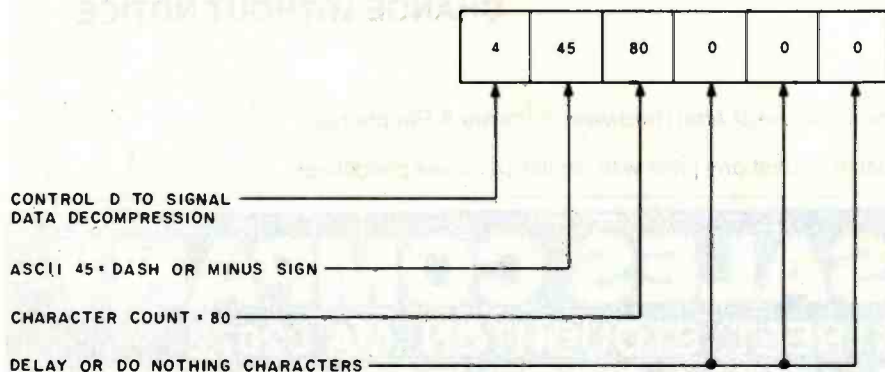 4 45 80 0 0 0
CONTROL D TO SIGNAL
DATA DECOMPRESSION
ASCII 45 = DASH OR MINUS SIGN
CHARACTER COUNT = 80
DELAY OR DO NOTHING CHARACTERS